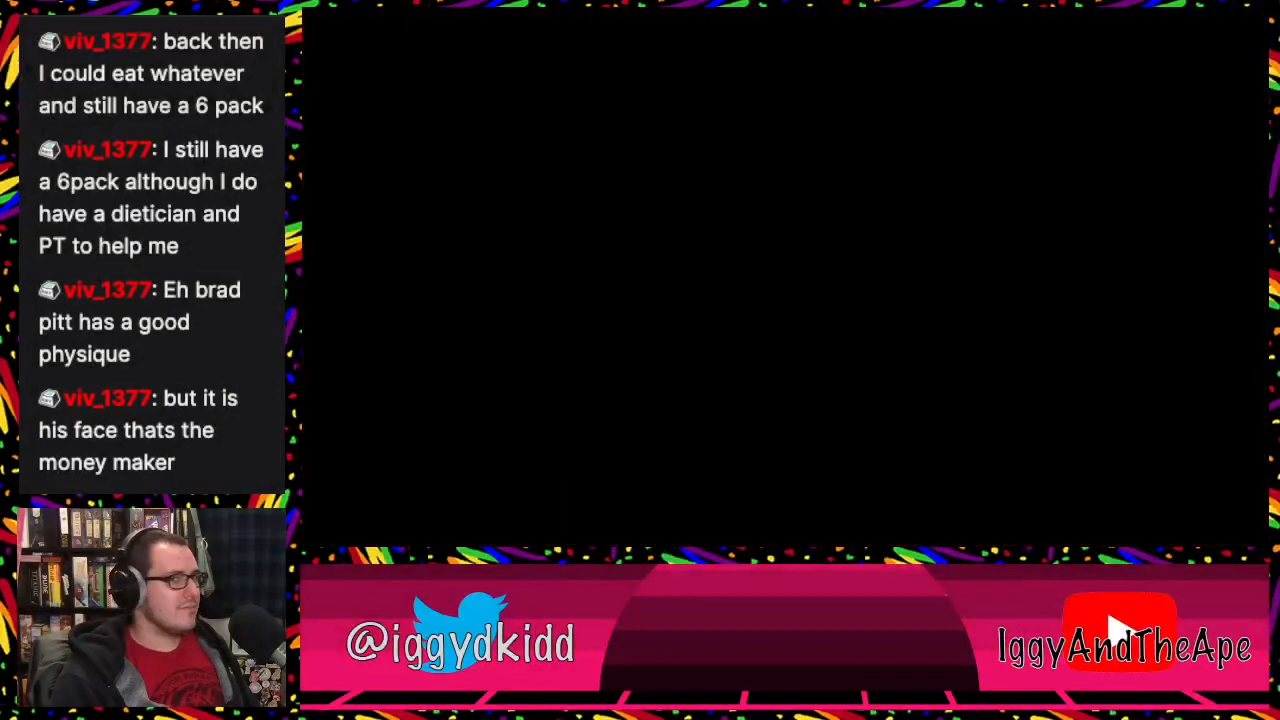 viv_1377: back then
I could eat whatever
and still have a 6 pack
viv_1377: I still have
a 6pack although I do
have a dietician and
PT to help me
viv_1377: Eh brad
pitt has a good
physique
viv_1377: but it is
his face thats the
money maker
@iggydkidd
IggyAndTheApe